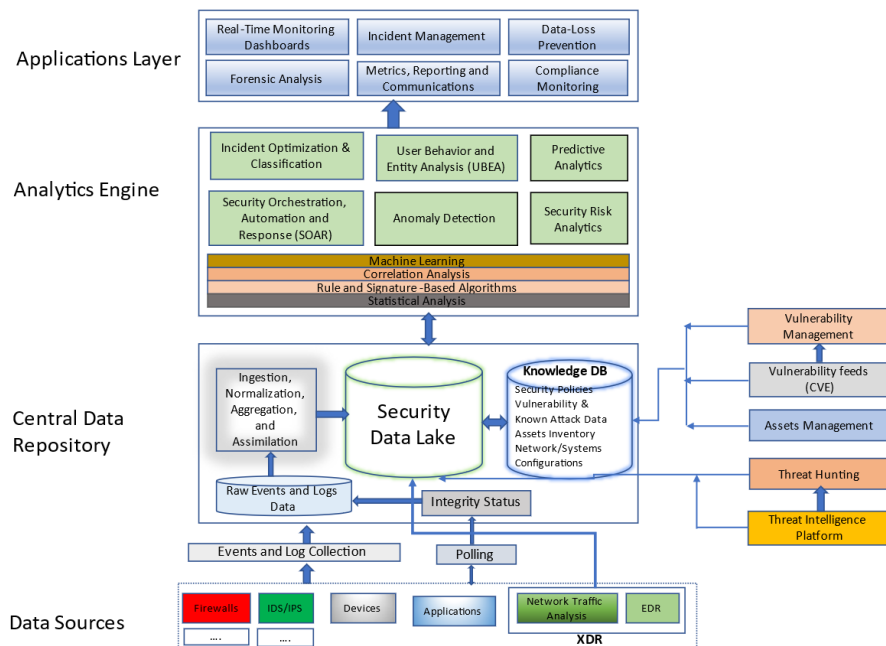 Applications Layer
Real-Time Monitoring
Dashboards
Incident Management
Data-Loss
Prevention
Forensic Analysis
Metrics, Reporting and
Communications
Compliance
Monitoring
Analytics Engine
Incident Optimization &
Classification
User Behavior and
Entity Analysis (UBEA)
Predictive
Analytics
Security Orchestration,
Automation and
Response (SOAR)
Anomaly Detection
Security Risk
Analytics
Machine Learning
Correlation Analysis
Rule and Signature -Based Algorithms
Statistical Analysis
Central Data
Repository
Ingestion,
Normalization,
Aggregation,
and
Assimilation
Security
Data Lake
Knowledge DB
Security Policies
Vulnerability &
Known Attack Data
Assets Inventory
Network/Systems
Configurations
Raw Events and Logs
Data
Integrity Status
Vulnerability
Management
Vulnerability feeds
(CVE)
Assets Management
Threat Hunting
Threat Intelligence
Platform
Events and Log Collection
Polling
Data Sources
Firewalls
IDS/IPS
Devices
Applications
Network Traffic
Analysis
EDR
....
....
XDR